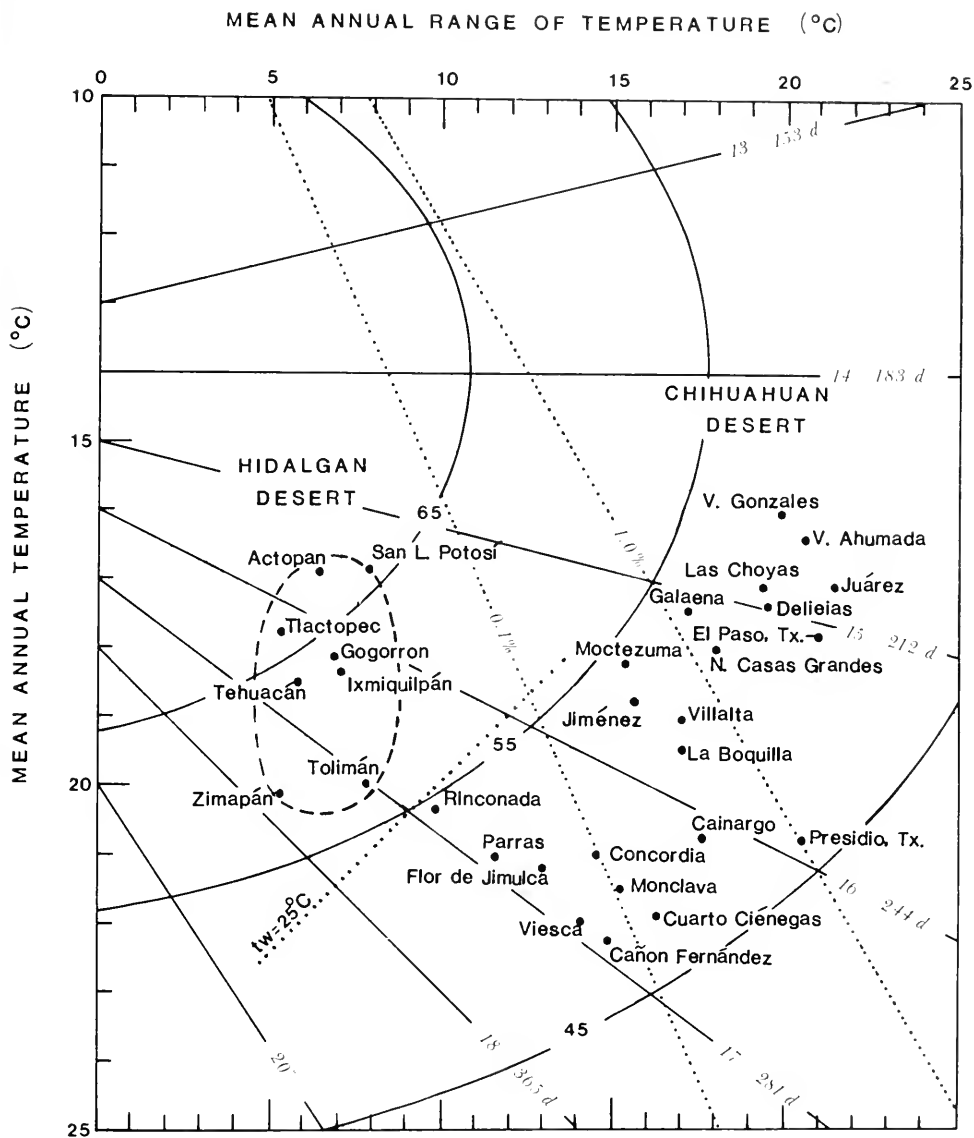 MEAN ANNUAL RANGE OF TEMPERATURE (°C)
0 5 10 15 20 25
10
13 153 d
MEAN ANNUAL TEMPERATURE (°C)
14 183 d
CHIHUAHUAN
DESERT
15
HIDALGAN
DESERT
65
V. Gonzales
1.0%
V. Ahumada
Actopan
San L. Potosí
Las Choyas
Juárez
Galaena
Delieias
15 212 d
Tlactopec
0.1%
El Paso, Tx.
Gogorron
Moctezuma
N. Casas Grandes
Ixmiquilpán
Tehuacán
Jiménez
Villalta
55
La Boquilla
Tolimán
20
Zimapán
RInconada
Cainargo
Presidio, Tx.
Parras
Concordia
Flor de Jimulca
16 244 d
Monclava
Cuarto Cienegas
tw=25°C
Viesca
Cañon Fernández
45
20
18 365 d
17 281 d
25